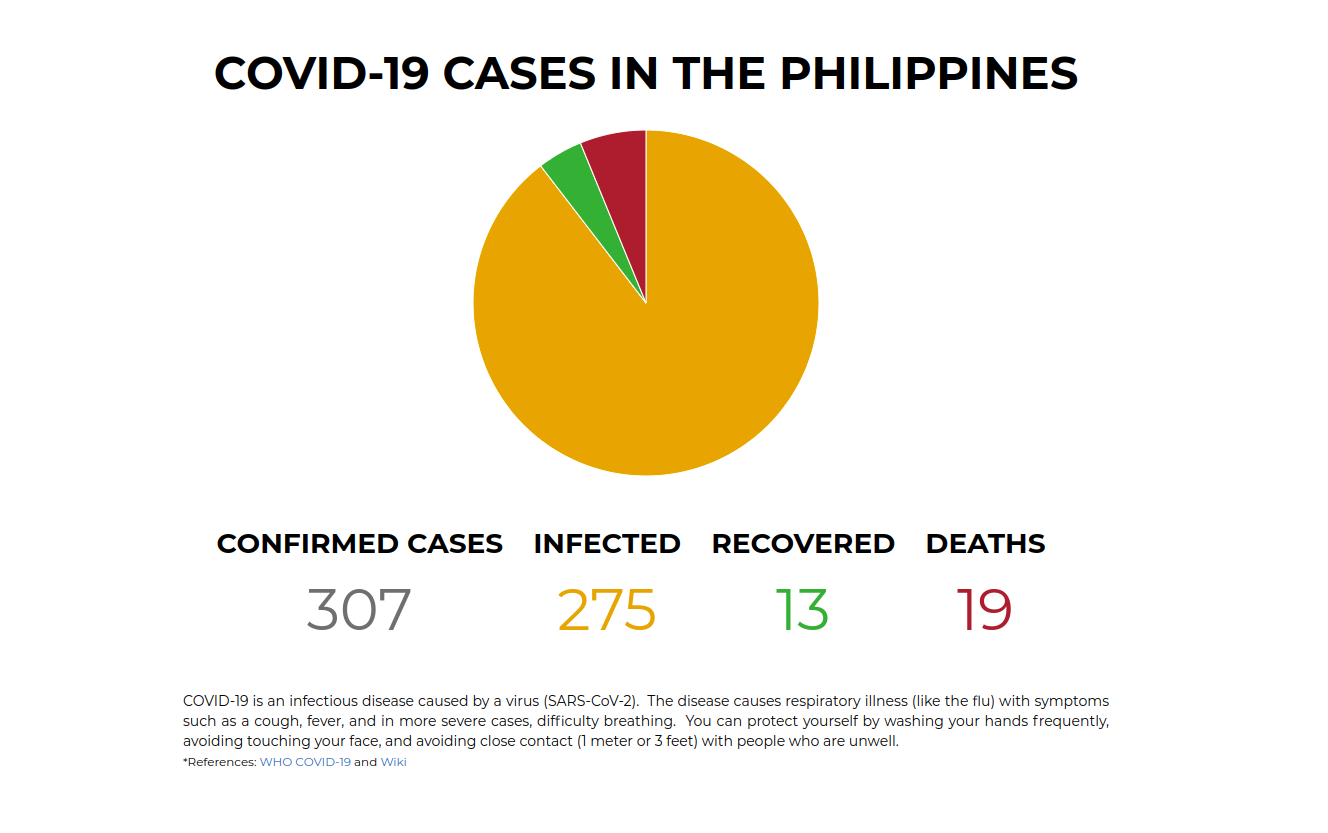 COVID-19 CASES IN THE PHILIPPINES
CONFIRMED CASES INFECTED RECOVERED DEATHS
307 275 13 19
COVID-19 is an infectious disease caused by a virus (SARS-CoV-2).  The disease causes respiratory illness (like the flu) with symptoms
such as a cough, fever, and in more severe cases, difficulty breathing.  You can protect yourself by washing your hands frequently,
avoiding touching your face, and avoiding close contact (1 meter or 3 feet) with people who are unwell.
*References: WHO COVID-19 and Wiki